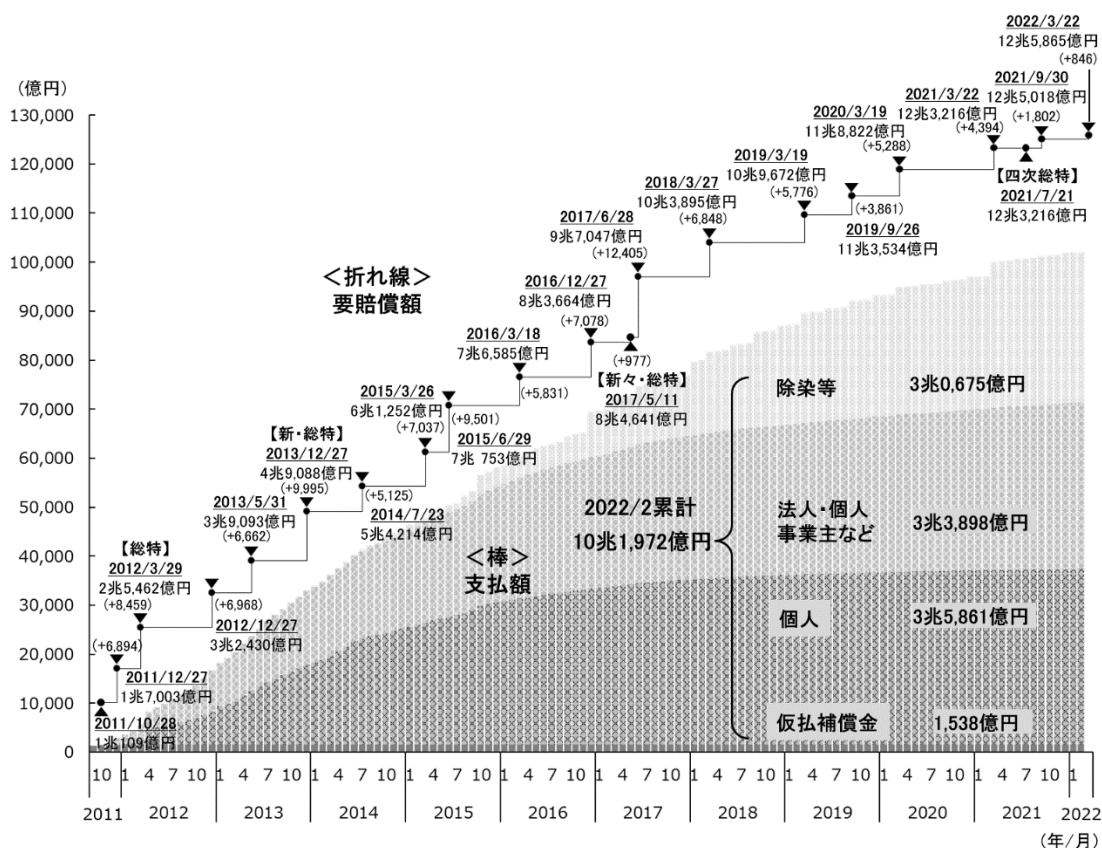 (億円)
130,000
120,000
110,000
100,000
90,000
80,000
70,000
60,000
50,000
40,000
30,000
20,000
10,000
0
2011/10/28
1兆109億円
(+6,894)
2011/12/27
1兆7,003億円
【総特】
2012/3/29
2兆5,462億円
(+8,459)
(+6,968)
2012/12/27
3兆2,430億円
2013/5/31
3兆9,093億円
(+6,662)
【新・総特】
2013/12/27
4兆9,088億円
(+9,995)
(+5,125)
2014/7/23
5兆4,214億円
2015/3/26
6兆1,252億円
(+7,037)
(+9,501)
2015/6/29
7兆 753億円
2016/3/18
7兆6,585億円
(+5,831)
2016/12/27
8兆3,664億円
(+7,078)
(+977)
【新々・総特】
2017/5/11
8兆4,641億円
2017/6/28
9兆7,047億円
(+12,405)
2018/3/27
10兆3,895億円
(+6,848)
2019/3/19
10兆9,672億円
(+5,776)
(+3,861)
2019/9/26
11兆3,534億円
2020/3/19
11兆8,822億円
(+5,288)
2021/3/22
12兆3,216億円
(+4,394)
【四次総特】
2021/7/21
12兆3,216億円
2021/9/30
12兆5,018億円
(+1,802)
2022/3/22
12兆5,865億円
(+846)
<折れ線>
要賠償額
<棒>
支払額
2022/2累計
10兆1,972億円
除染等 3兆0,675億円
法人・個人
事業主など 3兆3,898億円
個人 3兆5,861億円
仮払補償金 1,538億円
10 1 4 7 10 1 4 7 10 1 4 7 10 1 4 7 10 1 4 7 10 1 4 7 10 1 4 7 10 1 4 7 10 1 4 7 10 1 4 7 10 1
2011 2012 2013 2014 2015 2016 2017 2018 2019 2020 2021 2022
(年/月)